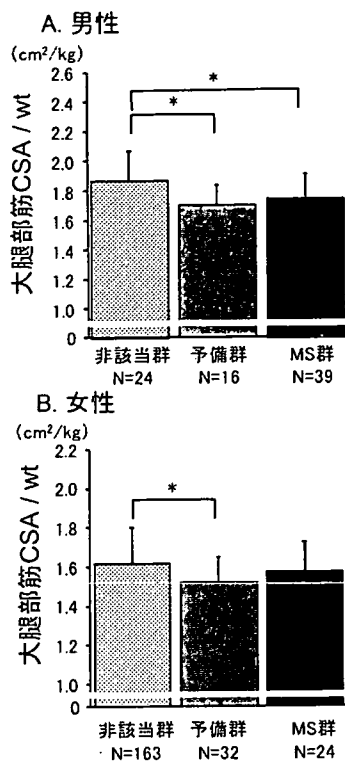 A. 男性
(cm²/kg)
大腿部筋CSA / wt
2.6
2.4
2.2
2.0
1.8
1.6
1.4
1.2
1.0
0
*
*
非該当群 予備群 MS群
N=24 N=16 N=39
B. 女性
(cm²/kg)
大腿部筋CSA / wt
2.2
2.0
1.8
1.6
1.4
1.2
1.0
0
*
非該当群 予備群 MS群
N=163 N=32 N=24